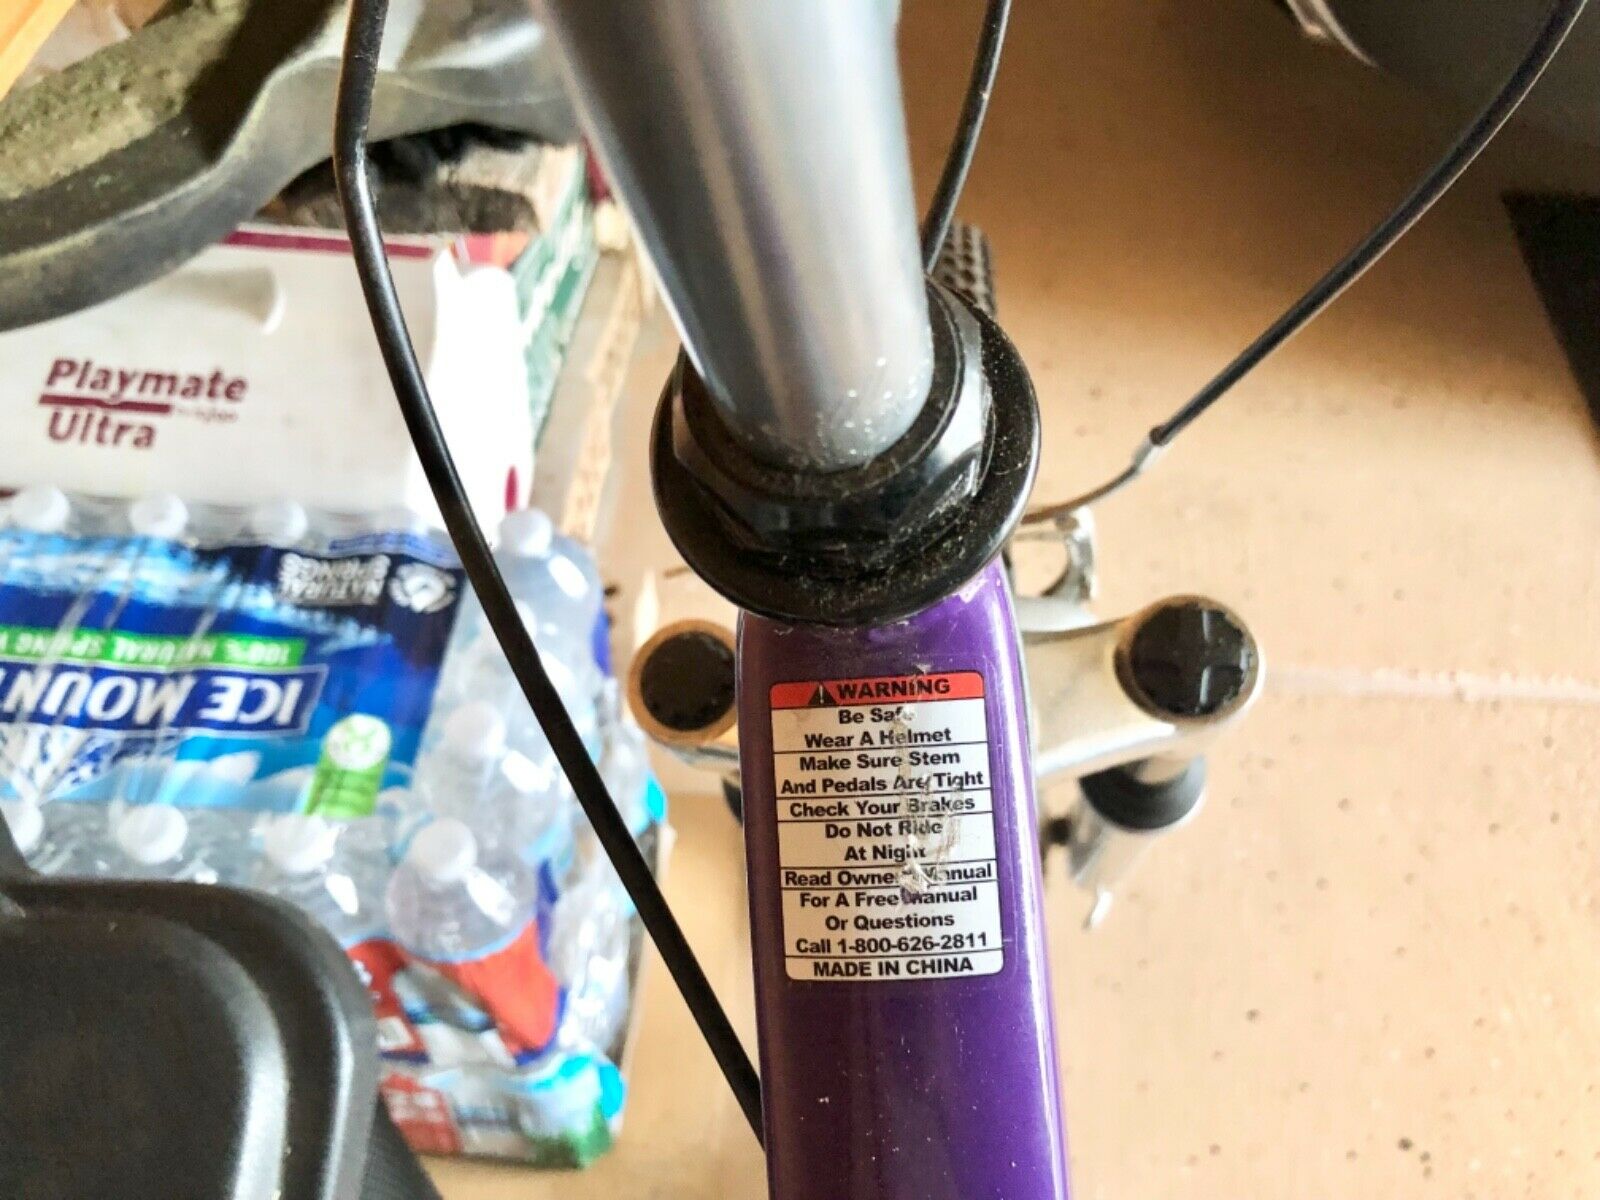 Playmate
Ultra
NATURAL
SPRINGS
100% NATURAL SPRING
ICE MOUN
WARNING
Be Safe
Wear A Helmet
Make Sure Stem
And Pedals Are Tight
Check Your Brakes
Do Not Ride
At Night
Read Owner's Manual
For A Free Manual
Or Questions
Call 1-800-626-2811
MADE IN CHINA